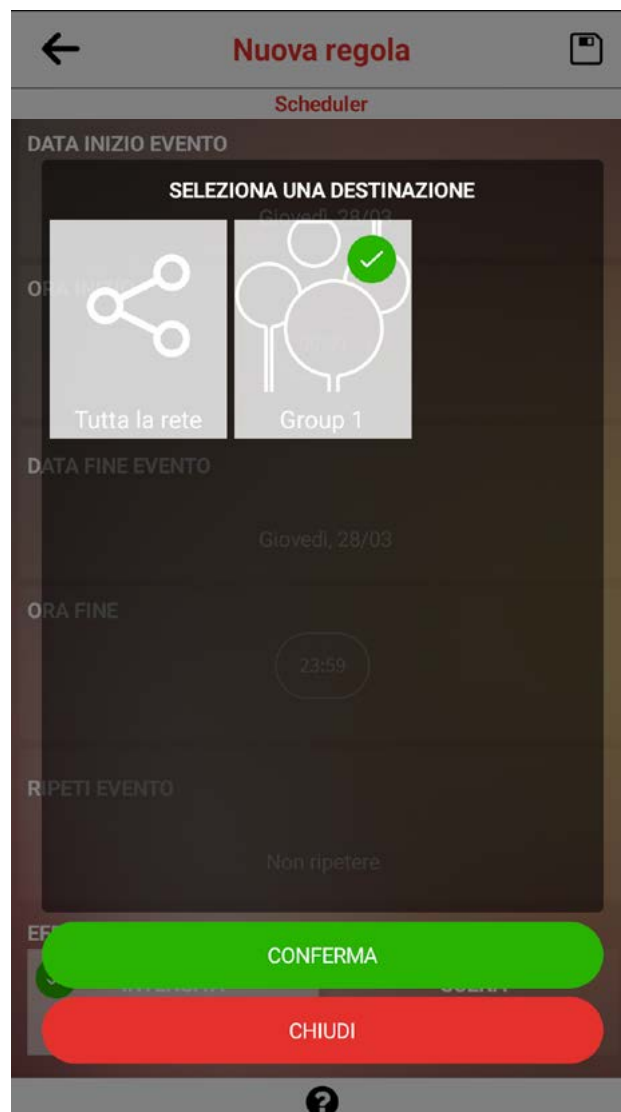 Nuova regola
Scheduler
DATA INIZIO EVENTO
SELEZIONA UNA DESTINAZIONE
Giovedì, 28/03
Tutta la rete
Group 1
DATA FINE EVENTO
Giovedì, 28/03
ORA FINE
23:59
RIPETI EVENTO
Non ripetere
CONFERMA
CHIUDI